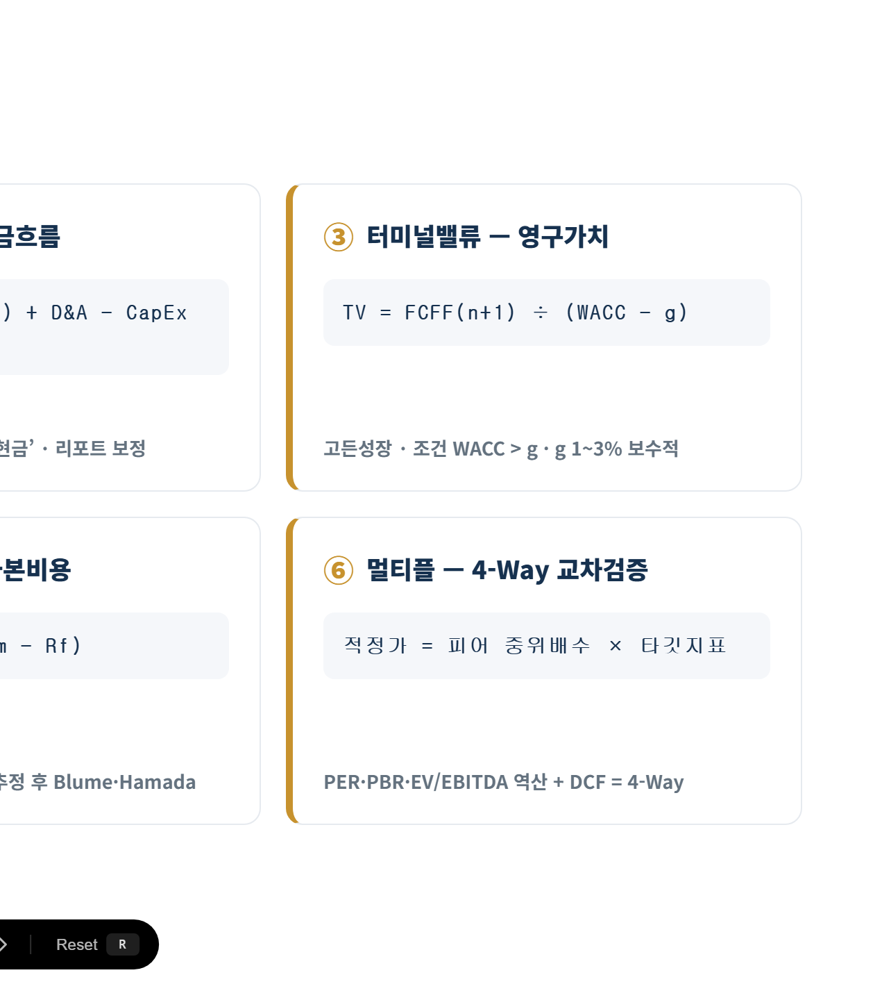 금흐름
) + D&A − CapEx
현금’ · 리포트 보정
③ 터미널밸류 — 영구가치
TV = FCFF(n+1) ÷ (WACC − g)
고든성장 · 조건 WACC > g · g 1~3% 보수적
본비용
− Rf)
추정 후 Blume·Hamada
⑥ 멀티플 — 4-Way 교차검증
적정가 = 피어 중위배수 × 타깃지표
PER·PBR·EV/EBITDA 역산 + DCF = 4-Way
Reset R